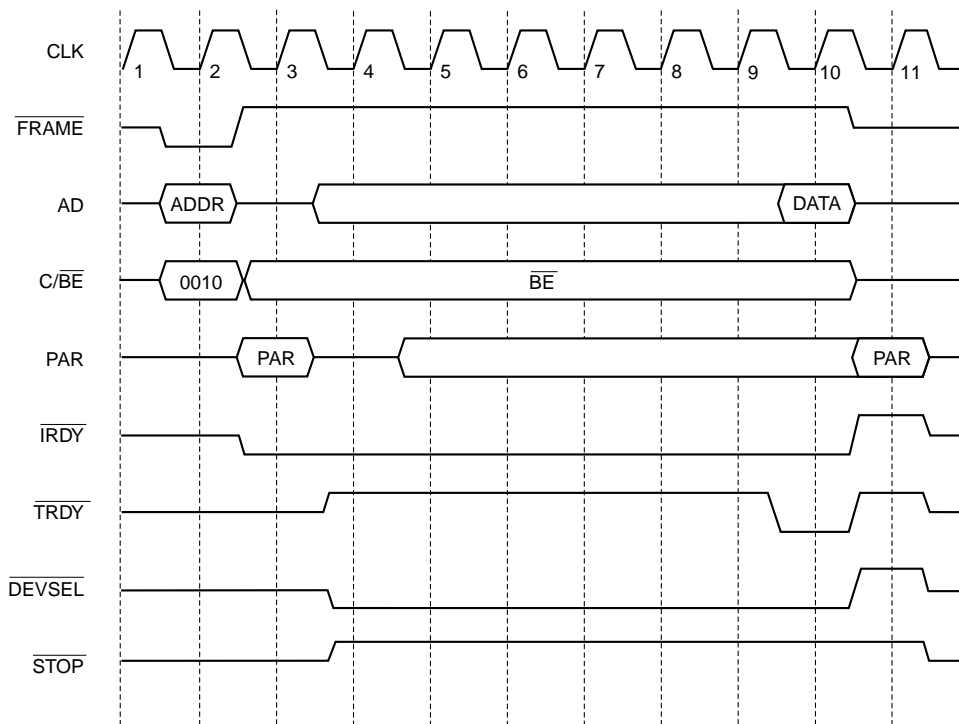 CLK
1 2 3 4 5 6 7 8 9 10 11
FRAME
AD ADDR DATA
C/BE 0010 BE
PAR PAR PAR
IRDY
TRDY
DEVSEL
STOP